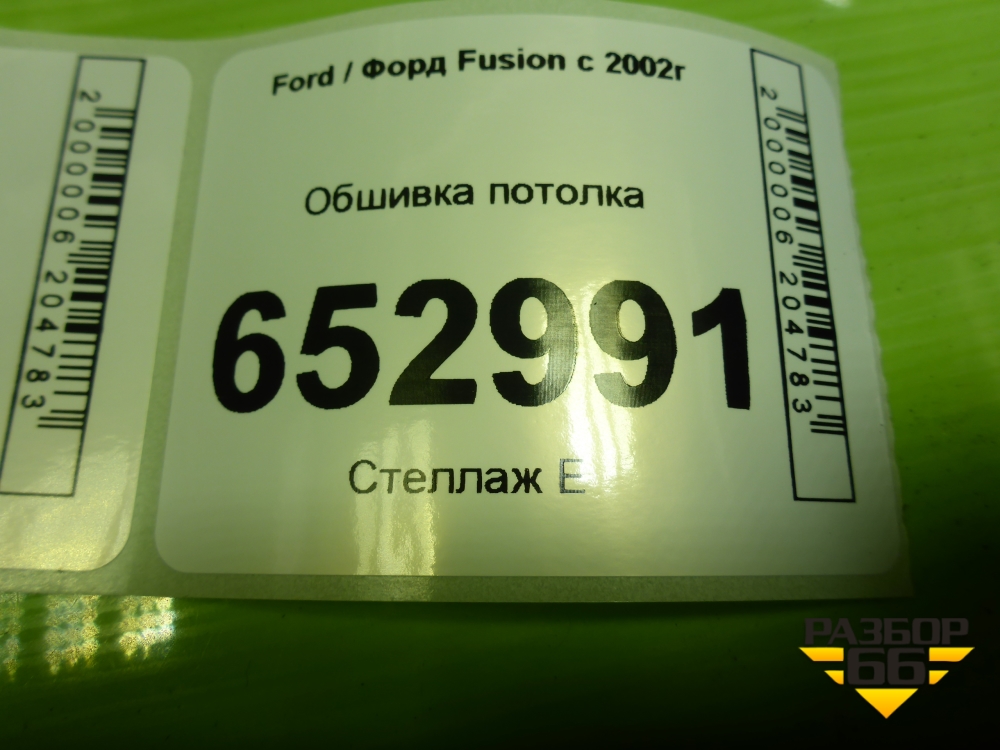 2000006204783
Ford / Форд Fusion с 2002г
Обшивка потолка
652991
Стеллаж E
2000006204783
РАЗБОР
66